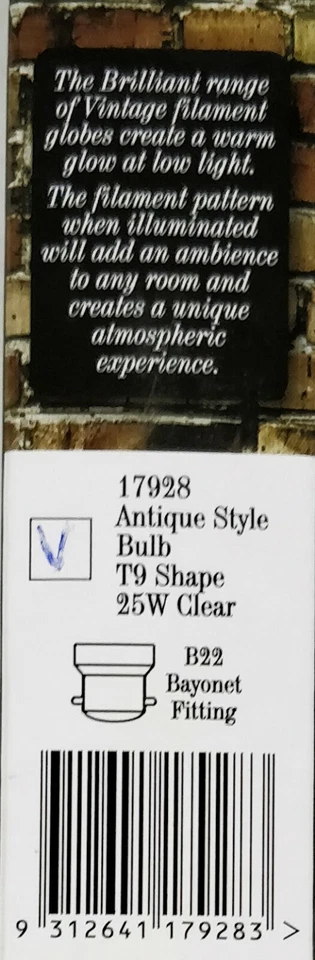 The Brilliant range
of Vintage filament
globes create a warm
glow at low light.
The filament pattern
when illuminated
will add an ambience
to any room and
creates a unique
atmospheric
experience.
17928
Antique Style
Bulb
T9 Shape
25W Clear
B22
Bayonet
Fitting
9 312641 179283 >